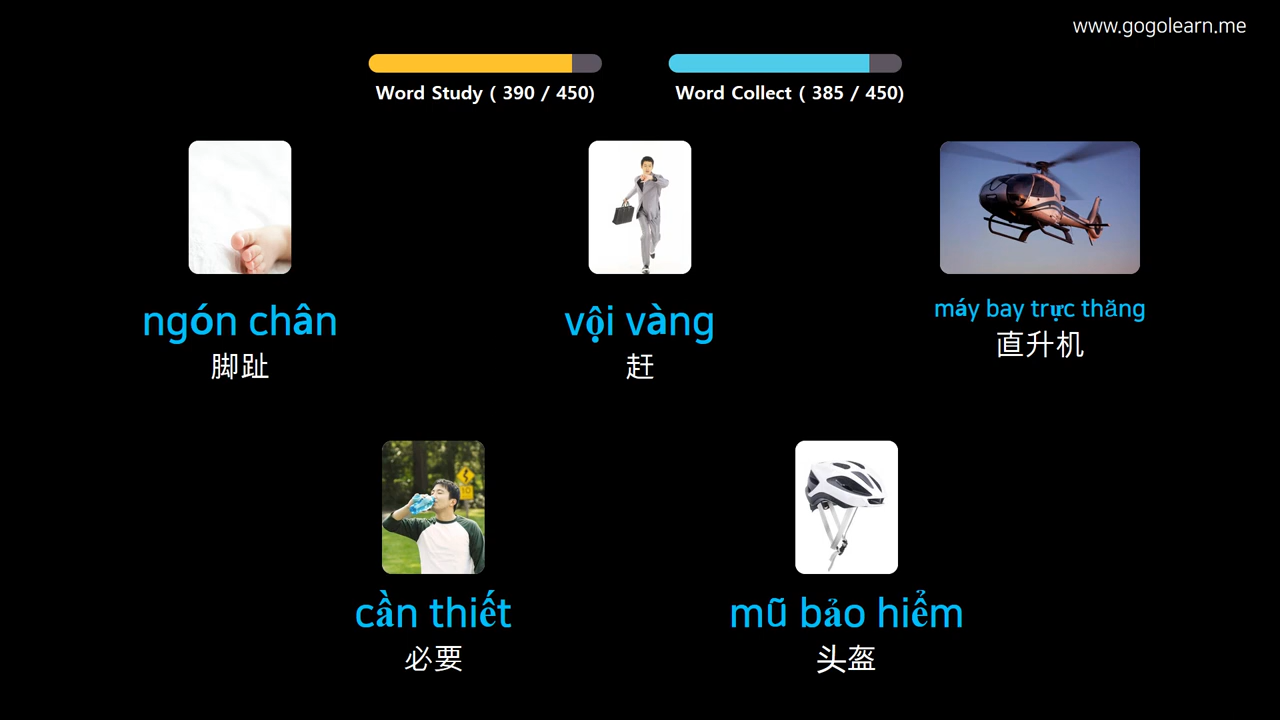 www.gogolearn.me
Word Study ( 390 / 450)
Word Collect ( 385 / 450)
ngón chân
脚趾
vội vàng
赶
máy bay trực thăng
直升机
cần thiết
必要
mũ bảo hiểm
头盔